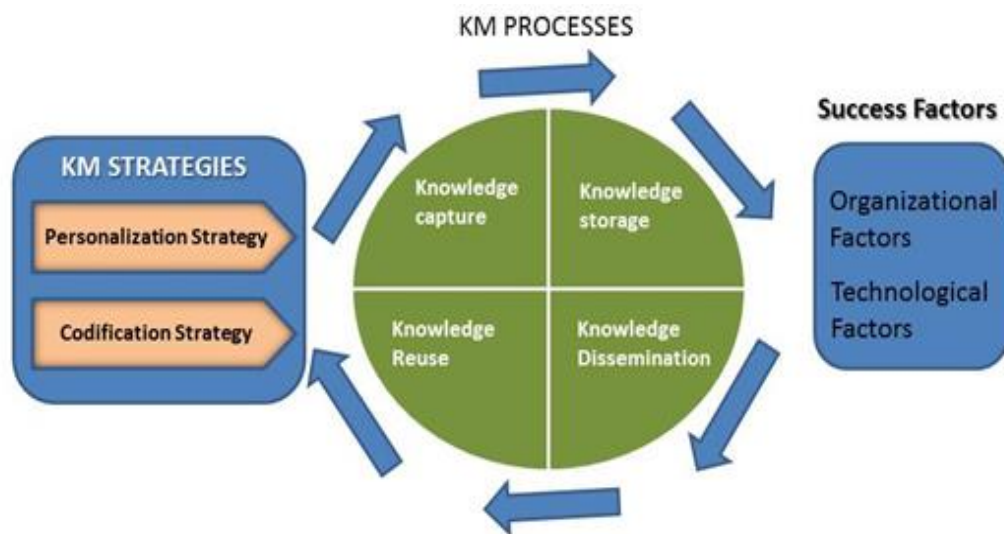 KM PROCESSES
Success Factors
KM STRATEGIES
Personalization Strategy
Codification Strategy
Knowledge
capture
Knowledge
storage
Knowledge
Reuse
Knowledge
Dissemination
Organizational
Factors
Technological
Factors